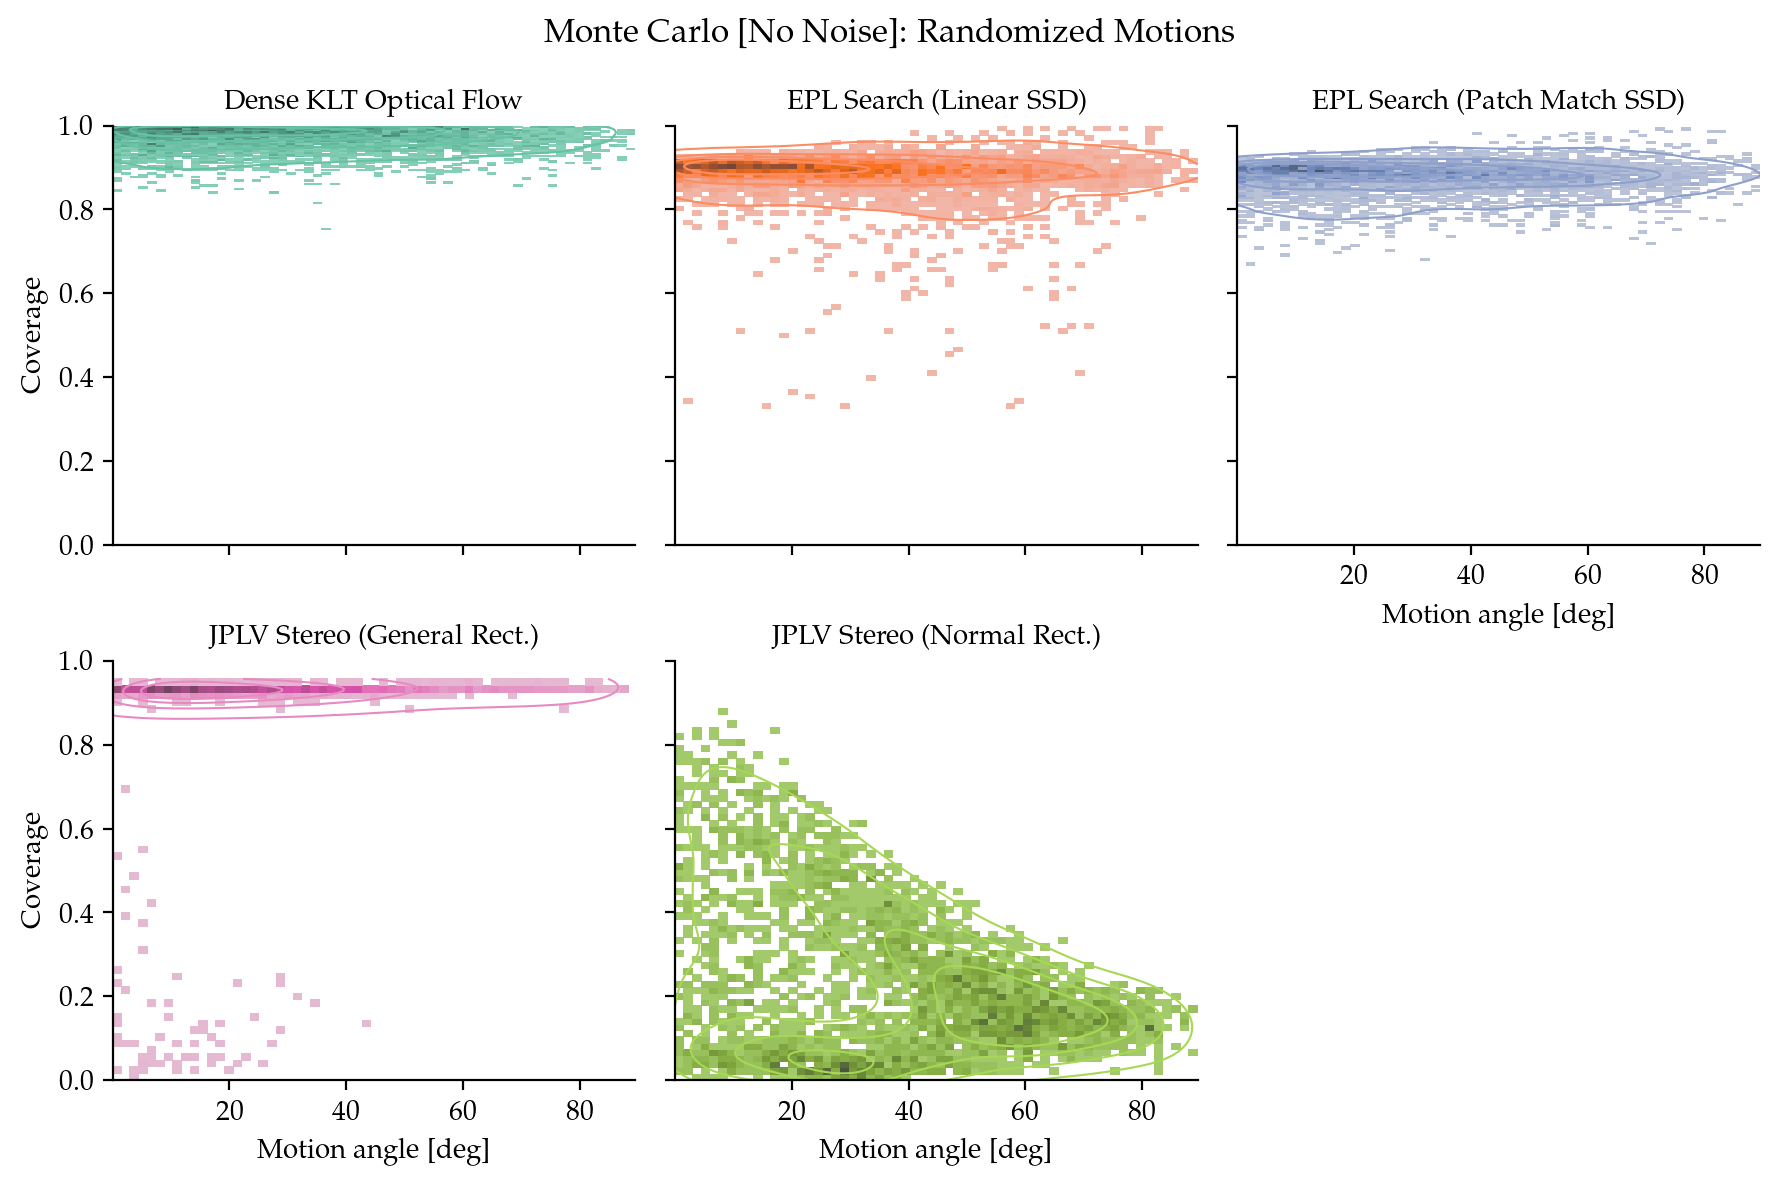 Monte Carlo [No Noise]: Randomized Motions
Dense KLT Optical Flow
EPL Search (Linear SSD)
EPL Search (Patch Match SSD)
1.0
0.8
0.6
0.4
0.2
0.0
Coverage
20 40 60 80
Motion angle [deg]
JPLV Stereo (General Rect.)
JPLV Stereo (Normal Rect.)
1.0
0.8
0.6
0.4
0.2
0.0
Coverage
20 40 60 80
Motion angle [deg]
20 40 60 80
Motion angle [deg]